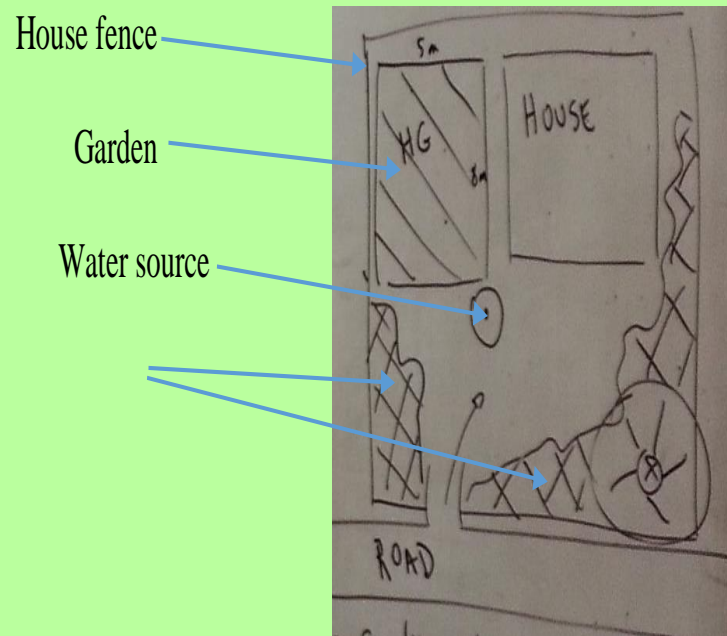 House fence
5m
HG
HOUSE
Garden
8m
Water source
ROAD